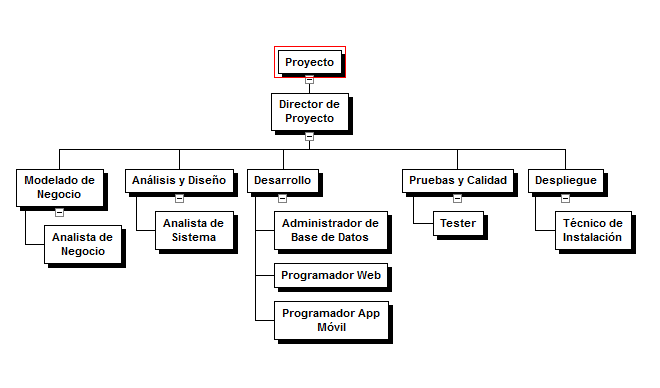 Proyecto
Director de
Proyecto
Modelado de
Negocio
Análisis y Diseño
Desarrollo
Pruebas y Calidad
Despliegue
Analista de
Negocio
Analista de
Sistema
Administrador de
Base de Datos
Programador Web
Programador App
Móvil
Tester
Técnico de
Instalación